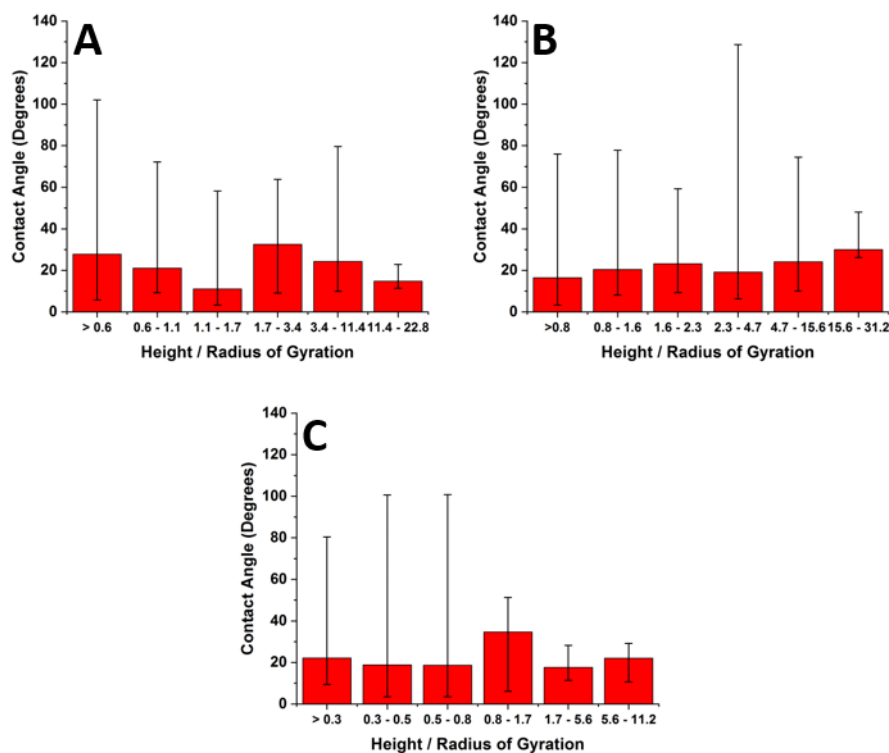 A
Contact Angle (Degrees)
140
120
100
80
60
40
20
0
> 0.6 0.6 - 1.1 1.1 - 1.7 1.7 - 3.4 3.4 - 11.4 11.4 - 22.8
Height / Radius of Gyration
B
Contact Angle (Degrees)
140
120
100
80
60
40
20
0
>0.8 0.8 - 1.6 1.6 - 2.3 2.3 - 4.7 4.7 - 15.6 15.6 - 31.2
Height / Radius of Gyration
C
Contact Angle (Degrees)
140
120
100
80
60
40
20
0
> 0.3 0.3 - 0.5 0.5 - 0.8 0.8 - 1.7 1.7 - 5.6 5.6 - 11.2
Height / Radius of Gyration